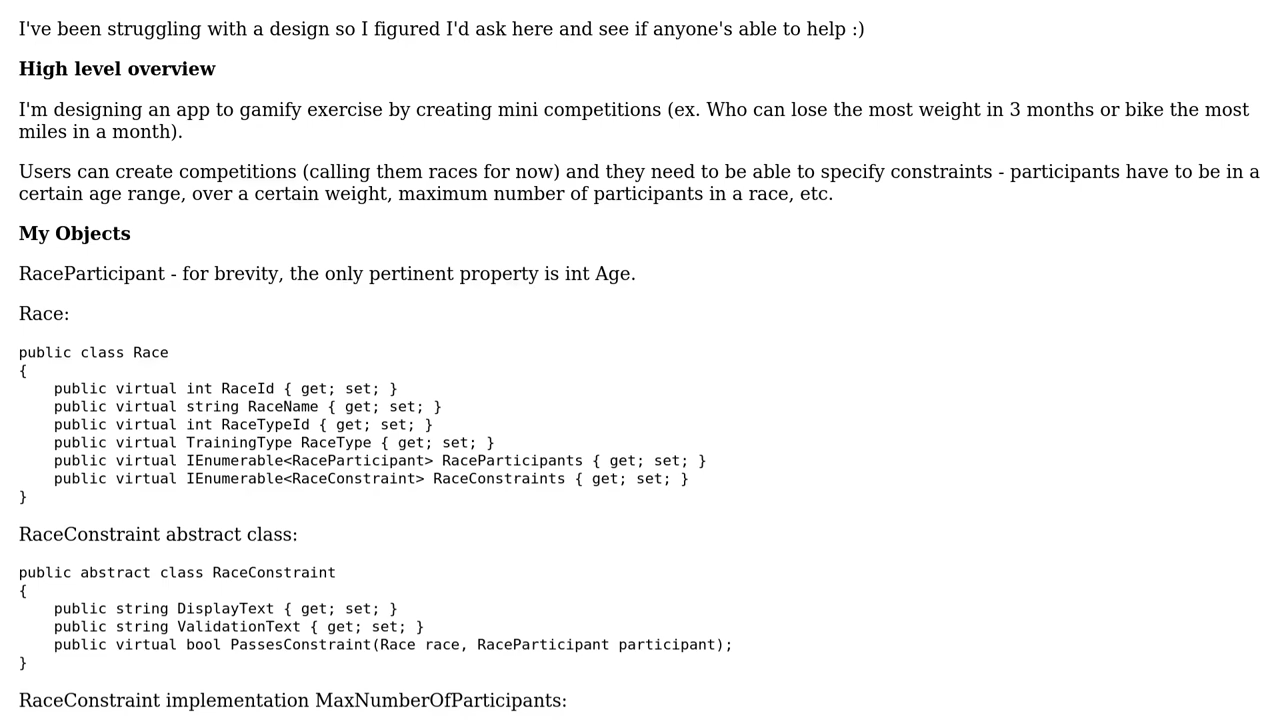 I've been struggling with a design so I figured I'd ask here and see if anyone's able to help :)
High level overview
I'm designing an app to gamify exercise by creating mini competitions (ex. Who can lose the most weight in 3 months or bike the most
miles in a month).
Users can create competitions (calling them races for now) and they need to be able to specify constraints - participants have to be in a
certain age range, over a certain weight, maximum number of participants in a race, etc.
My Objects
RaceParticipant - for brevity, the only pertinent property is int Age.
Race:
public class Race
{
    public virtual int RaceId { get; set; }
    public virtual string RaceName { get; set; }
    public virtual int RaceTypeId { get; set; }
    public virtual TrainingType RaceType { get; set; }
    public virtual IEnumerable<RaceParticipant> RaceParticipants { get; set; }
    public virtual IEnumerable<RaceConstraint> RaceConstraints { get; set; }
}
RaceConstraint abstract class:
public abstract class RaceConstraint
{
    public string DisplayText { get; set; }
    public string ValidationText { get; set; }
    public virtual bool PassesConstraint(Race race, RaceParticipant participant);
}
RaceConstraint implementation MaxNumberOfParticipants: